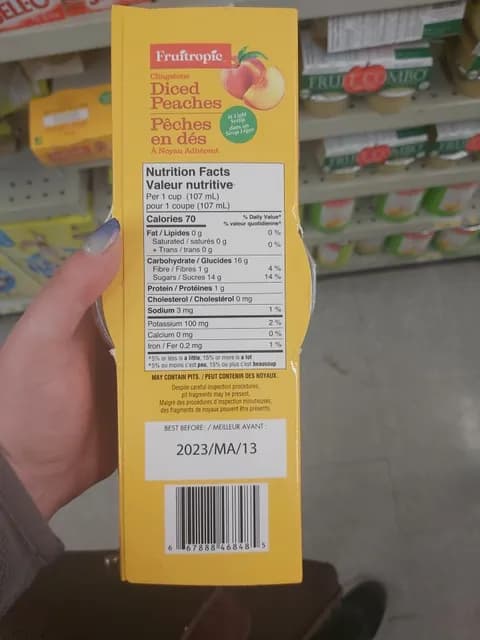 Fruitropic
Clingstone
Diced
Peaches
Pêches
en dés
À Noyau Adhérent
in Light
Syrup
dans un
Sirop Léger
Nutrition Facts
Valeur nutritive
Per 1 cup (107 mL)
pour 1 coupe (107 mL)
Calories 70
% Daily Value*
% valeur quotidienne*
Fat / Lipides 0 g 0 %
Saturated / saturés 0 g
+ Trans / trans 0 g 0 %
Carbohydrate / Glucides 16 g
Fibre / Fibres 1 g 4 %
Sugars / Sucres 14 g 14 %
Protein / Protéines 1 g
Cholesterol / Cholestérol 0 mg
Sodium 3 mg 1 %
Potassium 100 mg 2 %
Calcium 0 mg 0 %
Iron / Fer 0.2 mg 1 %
*5% or less is a little, 15% or more is a lot
*5% ou moins c'est peu, 15% ou plus c'est beaucoup
MAY CONTAIN PITS. / PEUT CONTENIR DES NOYAUX.
Despite careful inspection procedures,
pit fragments may be present.
Malgré des procédures d'inspection minutieuses,
des fragments de noyaux peuvent être présents.
BEST BEFORE: / MEILLEUR AVANT:
2023/MA/13
6 67888 46848 5
FRUIT COMBO